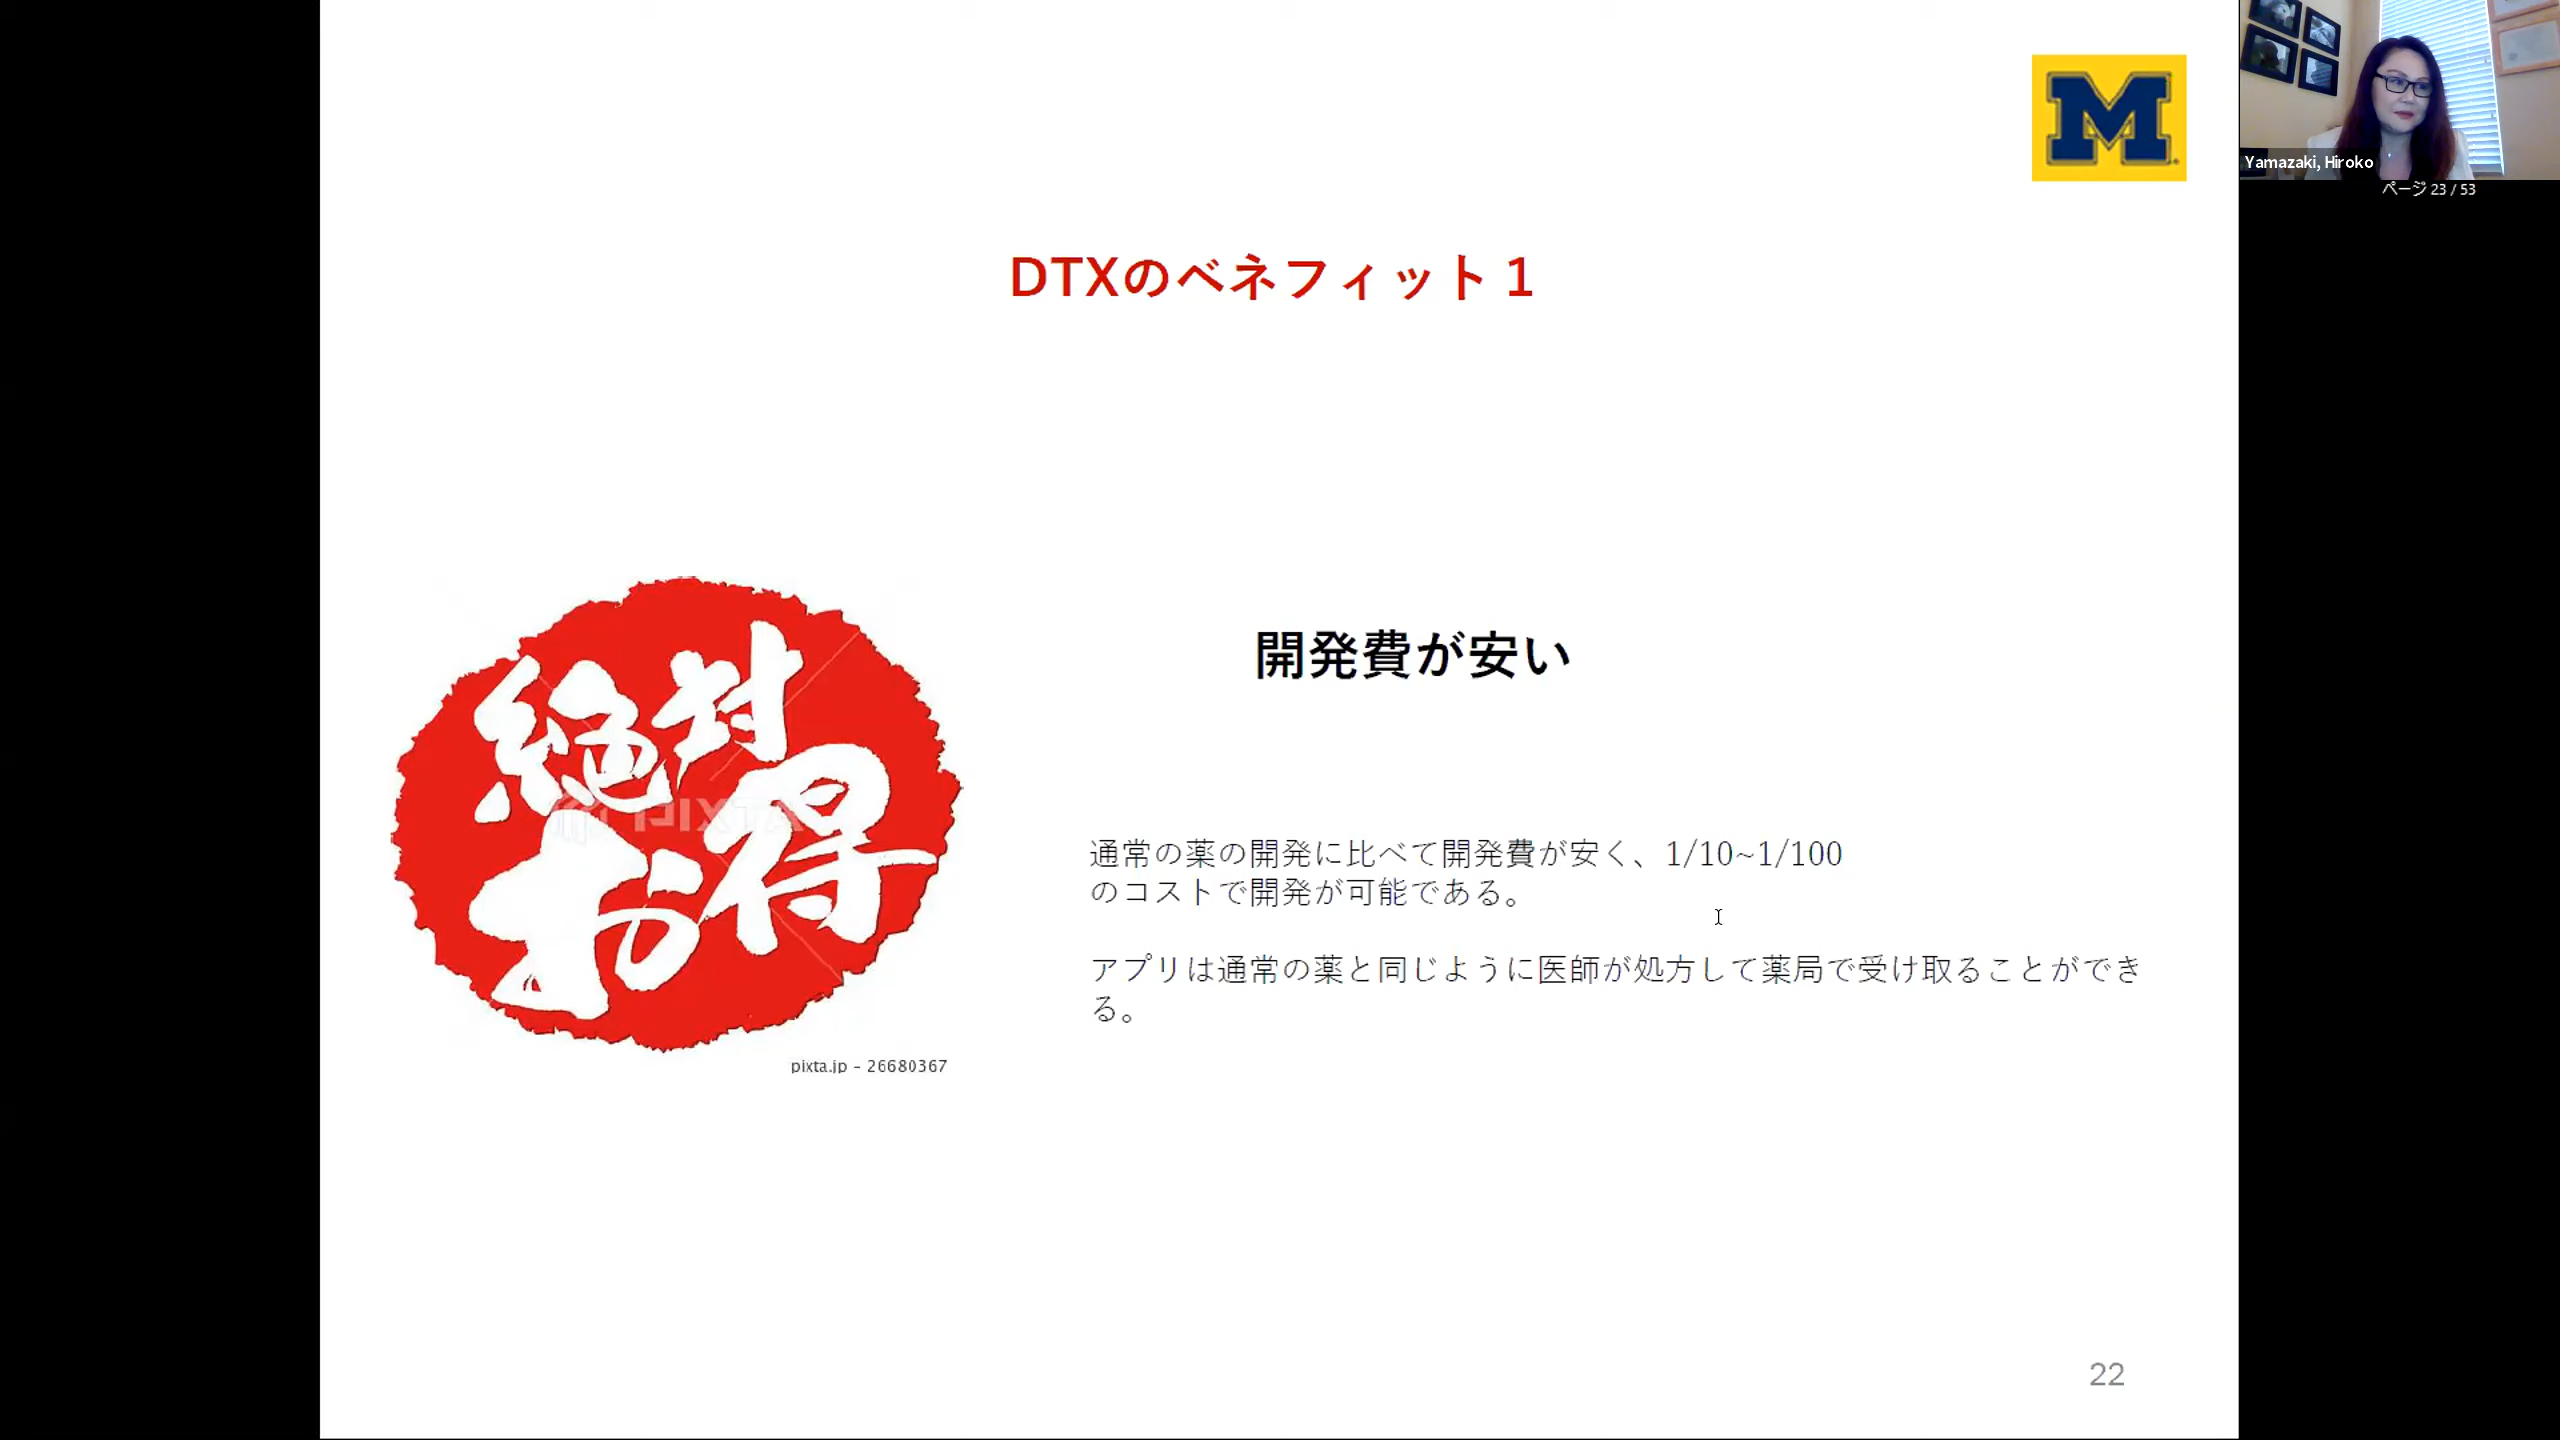 M
Yamazaki, Hiroko
ページ 23 / 53
DTXのベネフィット 1
絶対
お得
PIXTA
pixta.jp - 26680367
開発費が安い
通常の薬の開発に比べて開発費が安く、1/10~1/100
のコストで開発が可能である。
アプリは通常の薬と同じように医師が処方して薬局で受け取ることができ
る。
22